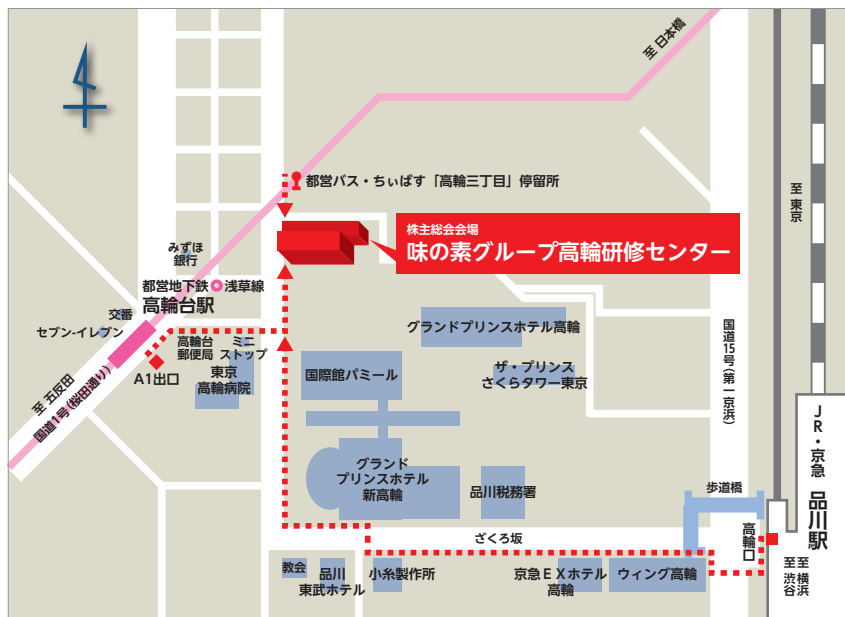 至 日本橋
都営バス・ちぃばす「高輪三丁目」停留所
至 東京
株主総会会場
味の素グループ高輪研修センター
みずほ
銀行
都営地下鉄
浅草線
高輪台駅
交番
セブン-イレブン
高輪台
郵便局
ミニ
ストップ
東京
高輪病院
A1出口
至 五反田
国道1号(桜田通り)
グランドプリンスホテル高輪
国際館パミール
ザ・プリンス
さくらタワー東京
国道15号(第一京浜)
グランド
プリンスホテル
新高輪
品川税務署
歩道橋
JR・京急
品川駅
高輪口
ざくろ坂
至 横浜
至 渋谷
教会
品川
東武ホテル
小糸製作所
京急EXホテル
高輪
ウィング高輪